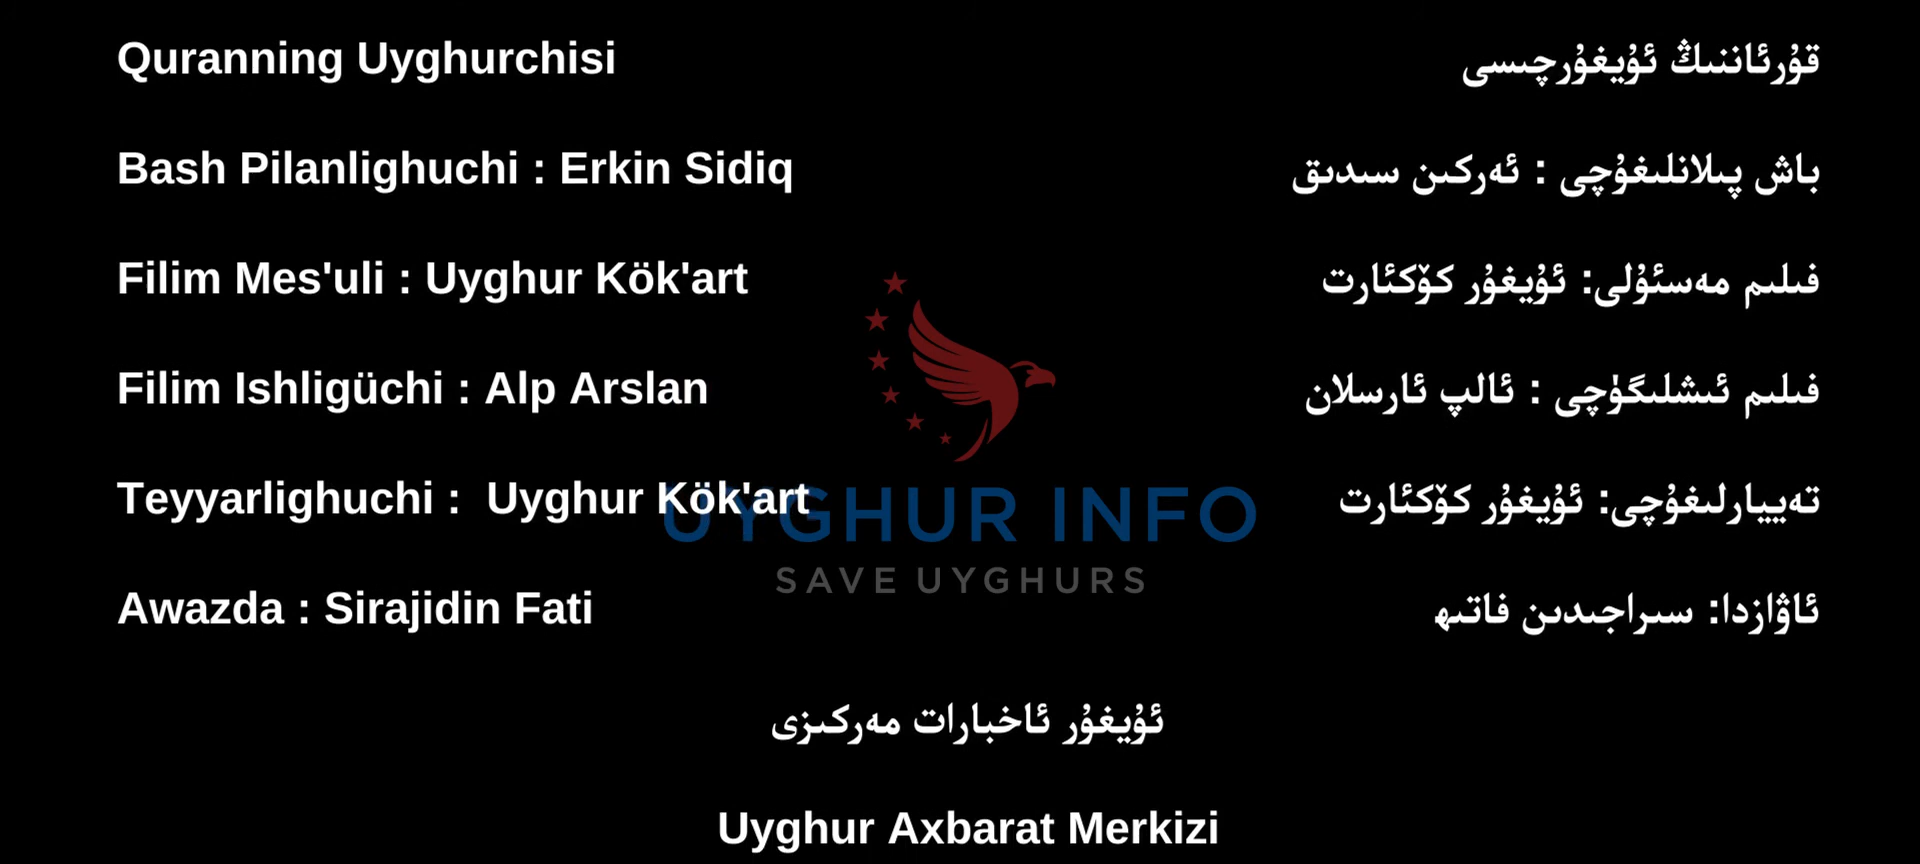 Quranning Uyghurchisi
قۇرئاننىڭ ئۇيغۇرچىسى
Bash Pilanlighuchi : Erkin Sidiq
باش پىلانلىغۇچى : ئەركىن سىدىق
Filim Mes'uli : Uyghur Kök'art
فىلىم مەسئۇلى: ئۇيغۇر كۆكئارت
Filim Ishligüchi : Alp Arslan
فىلىم ئىشلىگۈچى : ئالپ ئارسلان
Teyyarlighuchi :  Uyghur Kök'art
تەييارلىغۇچى: ئۇيغۇر كۆكئارت
UYGHUR INFO
SAVE UYGHURS
Awazda : Sirajidin Fati
ئاۋازدا: سىراجىدىن فاتىھ
ئۇيغۇر ئاخبارات مەركىزى
Uyghur Axbarat Merkizi